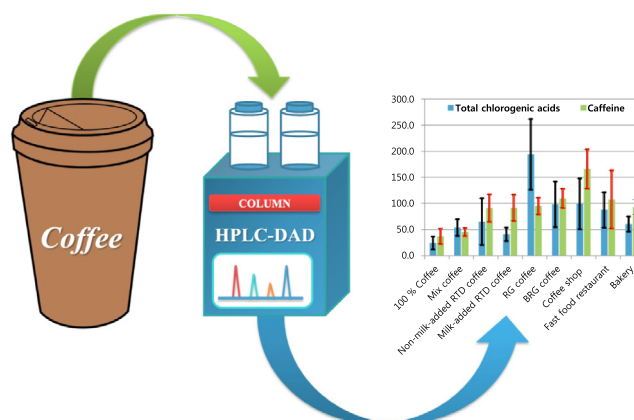 Coffee
COLUMN
HPLC-DAD
Total chlorogenic acids
Caffeine
300.0
250.0
200.0
150.0
100.0
50.0
0.0
100 % Coffee
Mix coffee
Non-milk-added RTD coffee
Milk-added RTD coffee
RG coffee
BRG coffee
Coffee shop
Fast food restaurant
Bakery